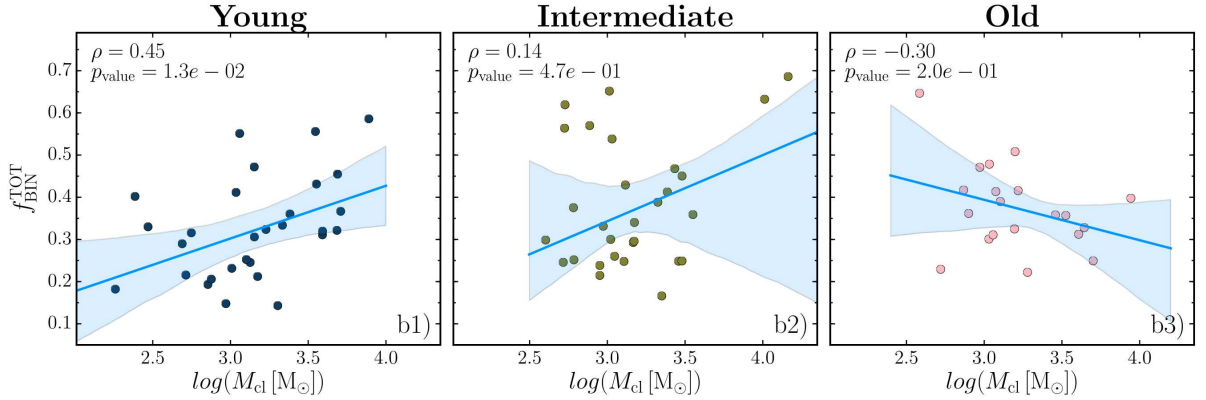 Young Intermediate Old
ρ = 0.45
p_value = 1.3e − 02
ρ = 0.14
p_value = 4.7e − 01
ρ = −0.30
p_value = 2.0e − 01
f_BIN^TOT
0.7
0.6
0.5
0.4
0.3
0.2
0.1
b1) b2) b3)
2.5 3.0 3.5 4.0
2.5 3.0 3.5 4.0
2.5 3.0 3.5 4.0
log(M_cl [M_⊙])
log(M_cl [M_⊙])
log(M_cl [M_⊙])